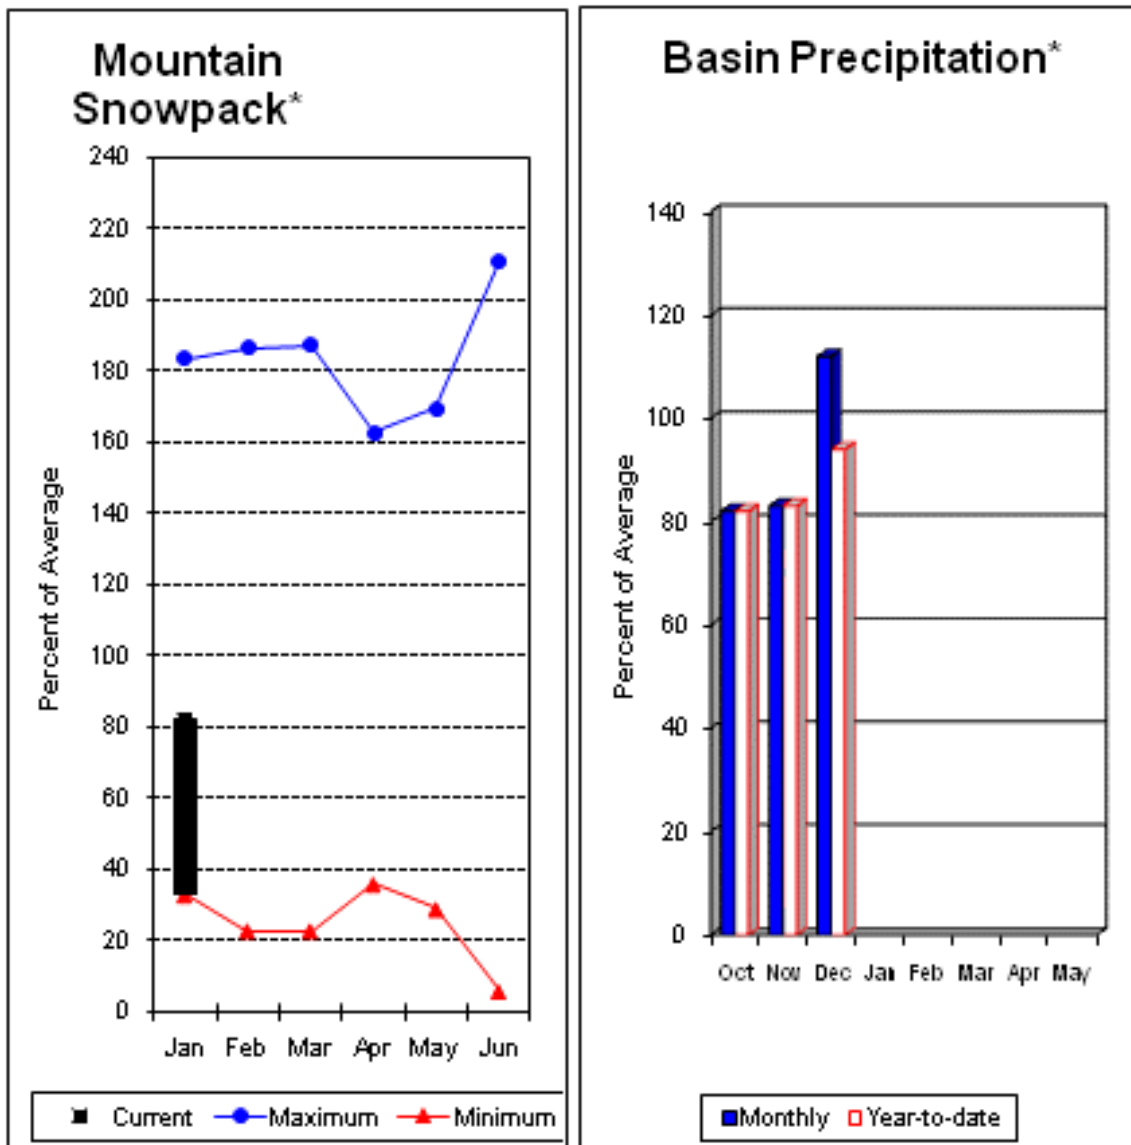 Mountain
Snowpack*
240
220
200
180
160
140
120
100
80
60
40
20
0
Percent of Average
Jan Feb Mar Apr May Jun
Current Maximum Minimum
Basin Precipitation*
140
120
100
80
60
40
20
0
Percent of Average
Oct Nov Dec Jan Feb Mar Apr May
Monthly Year-to-date